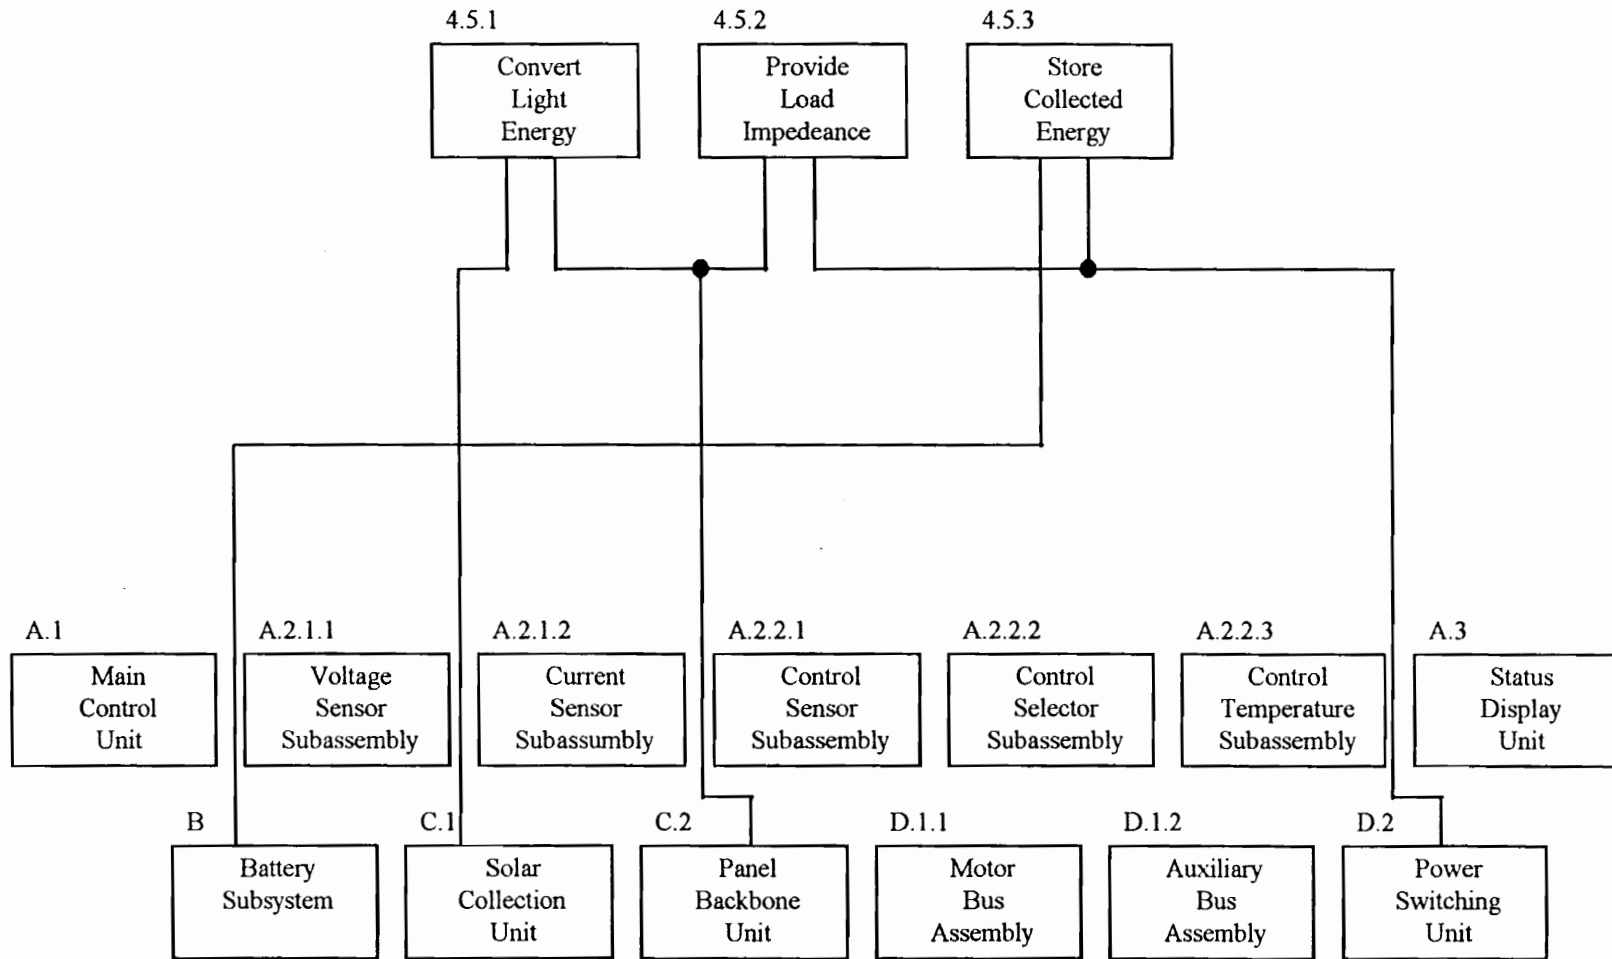 4.5.1
Convert
Light
Energy
4.5.2
Provide
Load
Impedeance
4.5.3
Store
Collected
Energy
A.1
Main
Control
Unit
A.2.1.1
Voltage
Sensor
Subassembly
A.2.1.2
Current
Sensor
Subassumbly
A.2.2.1
Control
Sensor
Subassembly
A.2.2.2
Control
Selector
Subassembly
A.2.2.3
Control
Temperature
Subassembly
A.3
Status
Display
Unit
B
Battery
Subsystem
C.1
Solar
Collection
Unit
C.2
Panel
Backbone
Unit
D.1.1
Motor
Bus
Assembly
D.1.2
Auxiliary
Bus
Assembly
D.2
Power
Switching
Unit